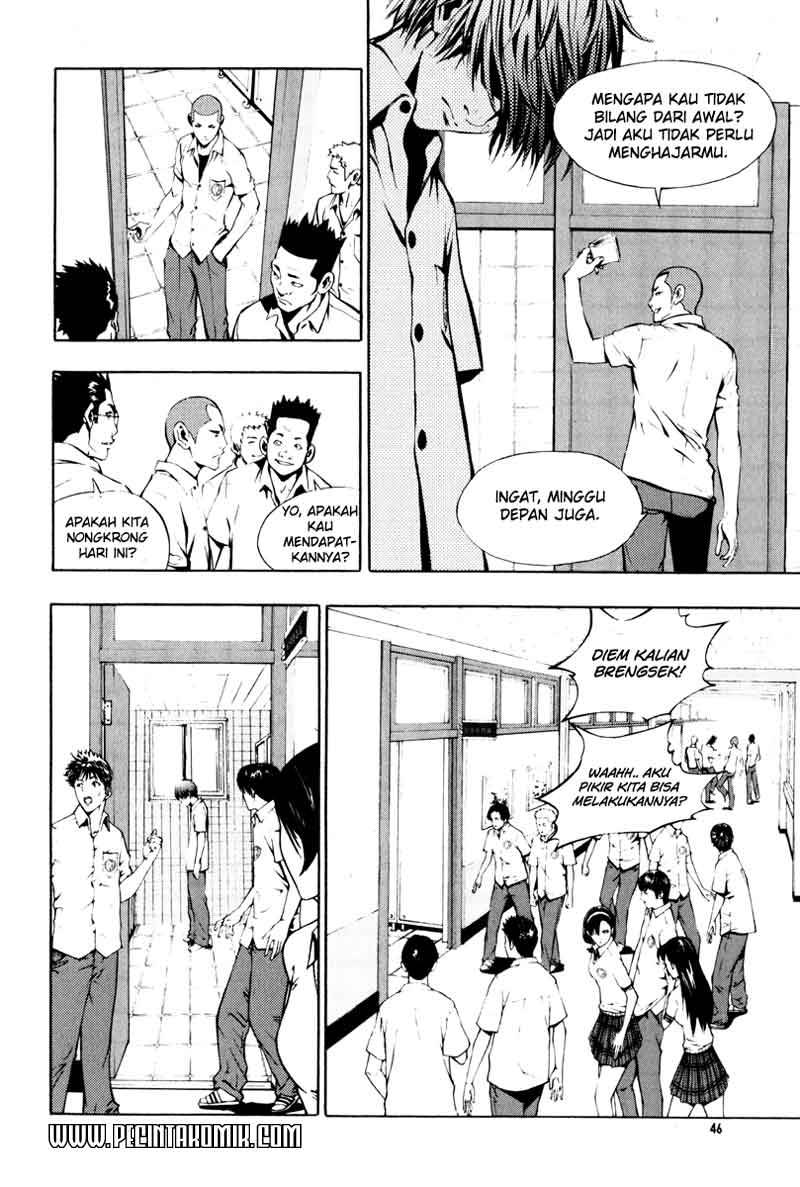 MENGAPA KAU TIDAK
BILANG DARI AWAL?
JADI AKU TIDAK PERLU
MENGHAJARMU.
INGAT, MINGGU
DEPAN JUGA.
APAKAH KITA
NONGKRONG
HARI INI?
YO, APAKAH
KAU
MENDAPAT-
KANNYA?
DIEM KALIAN
BRENGSEK!
WAAHH.. AKU
PIKIR KITA BISA
MELAKUKANNYA?
46
WWW.PECINTAKOMIK.COM